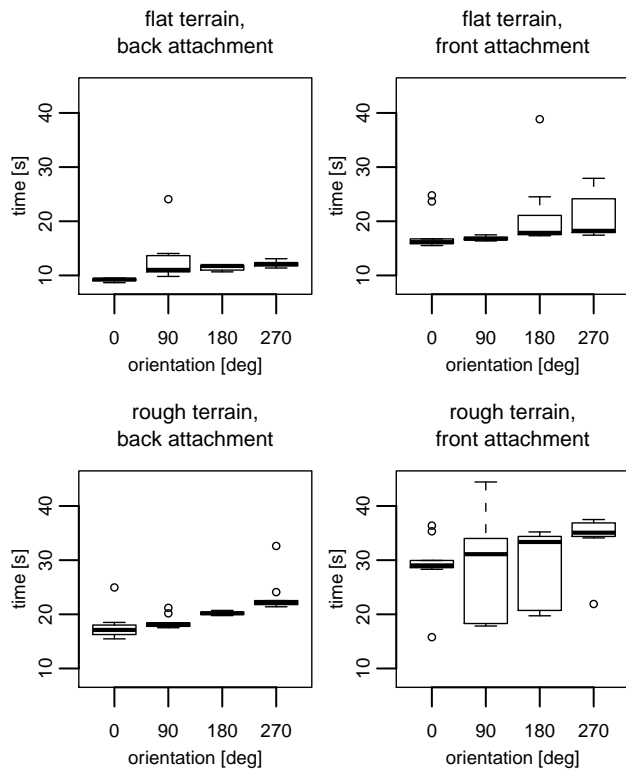 flat terrain,
back attachment
time [s]
40
30
20
10
0 90 180 270
orientation [deg]
flat terrain,
front attachment
time [s]
40
30
20
10
0 90 180 270
orientation [deg]
rough terrain,
back attachment
time [s]
40
30
20
10
0 90 180 270
orientation [deg]
rough terrain,
front attachment
time [s]
40
30
20
10
0 90 180 270
orientation [deg]